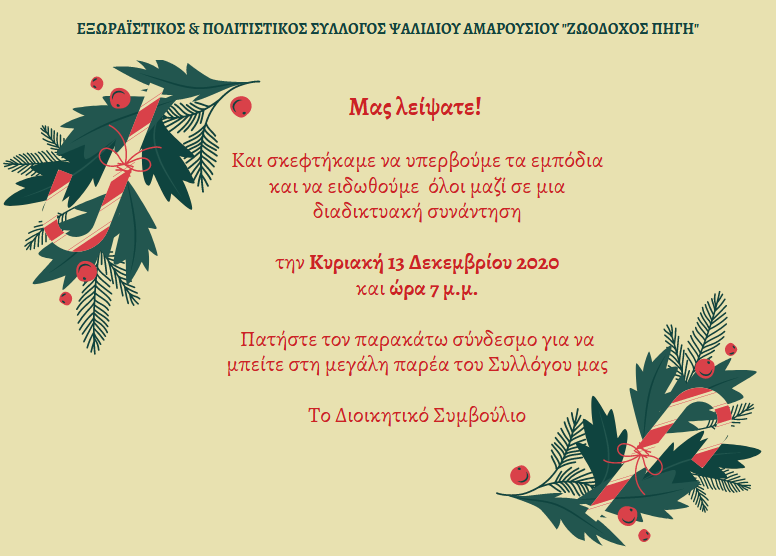 ΕΞΩΡΑΪΣΤΙΚΟΣ & ΠΟΛΙΤΙΣΤΙΚΟΣ ΣΥΛΛΟΓΟΣ ΨΑΛΙΔΙΟΥ ΑΜΑΡΟΥΣΙΟΥ "ΖΩΟΔΟΧΟΣ ΠΗΓΗ"
Μας λείψατε!
Και σκεφτήκαμε να υπερβούμε τα εμπόδια
και να ειδωθούμε όλοι μαζί σε μια
διαδικτυακή συνάντηση
την Κυριακή 13 Δεκεμβρίου 2020
και ώρα 7 μ.μ.
Πατήστε τον παρακάτω σύνδεσμο για να
μπείτε στη μεγάλη παρέα του Συλλόγου μας
Το Διοικητικό Συμβούλιο